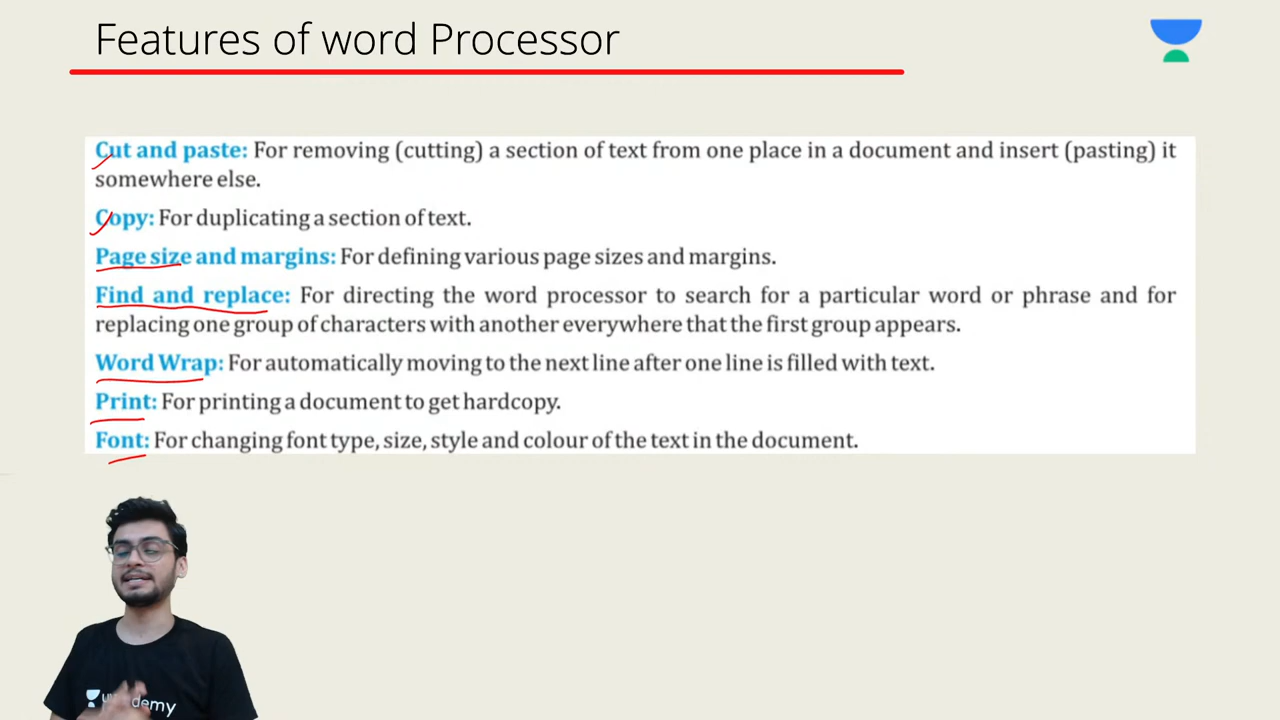 Features of word Processor
Cut and paste: For removing (cutting) a section of text from one place in a document and insert (pasting) it
somewhere else.
Copy: For duplicating a section of text.
Page size and margins: For defining various page sizes and margins.
Find and replace: For directing the word processor to search for a particular word or phrase and for
replacing one group of characters with another everywhere that the first group appears.
Word Wrap: For automatically moving to the next line after one line is filled with text.
Print: For printing a document to get hardcopy.
Font: For changing font type, size, style and colour of the text in the document.